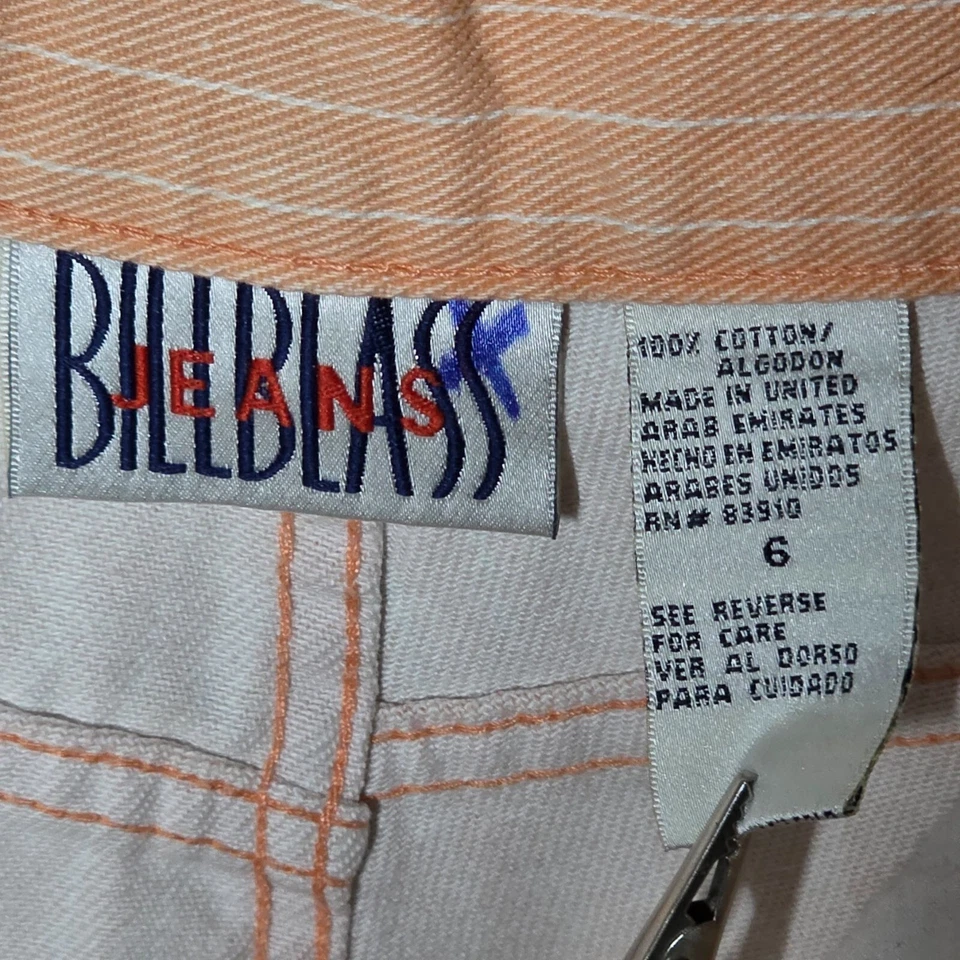 BILLBLASS
JEANS
100% COTTON/
ALGODON
MADE IN UNITED
ARAB EMIRATES
HECHO EN EMIRATOS
ARABES UNIDOS
RN# 83910
6
SEE REVERSE
FOR CARE
VER AL DORSO
PARA CUIDADO